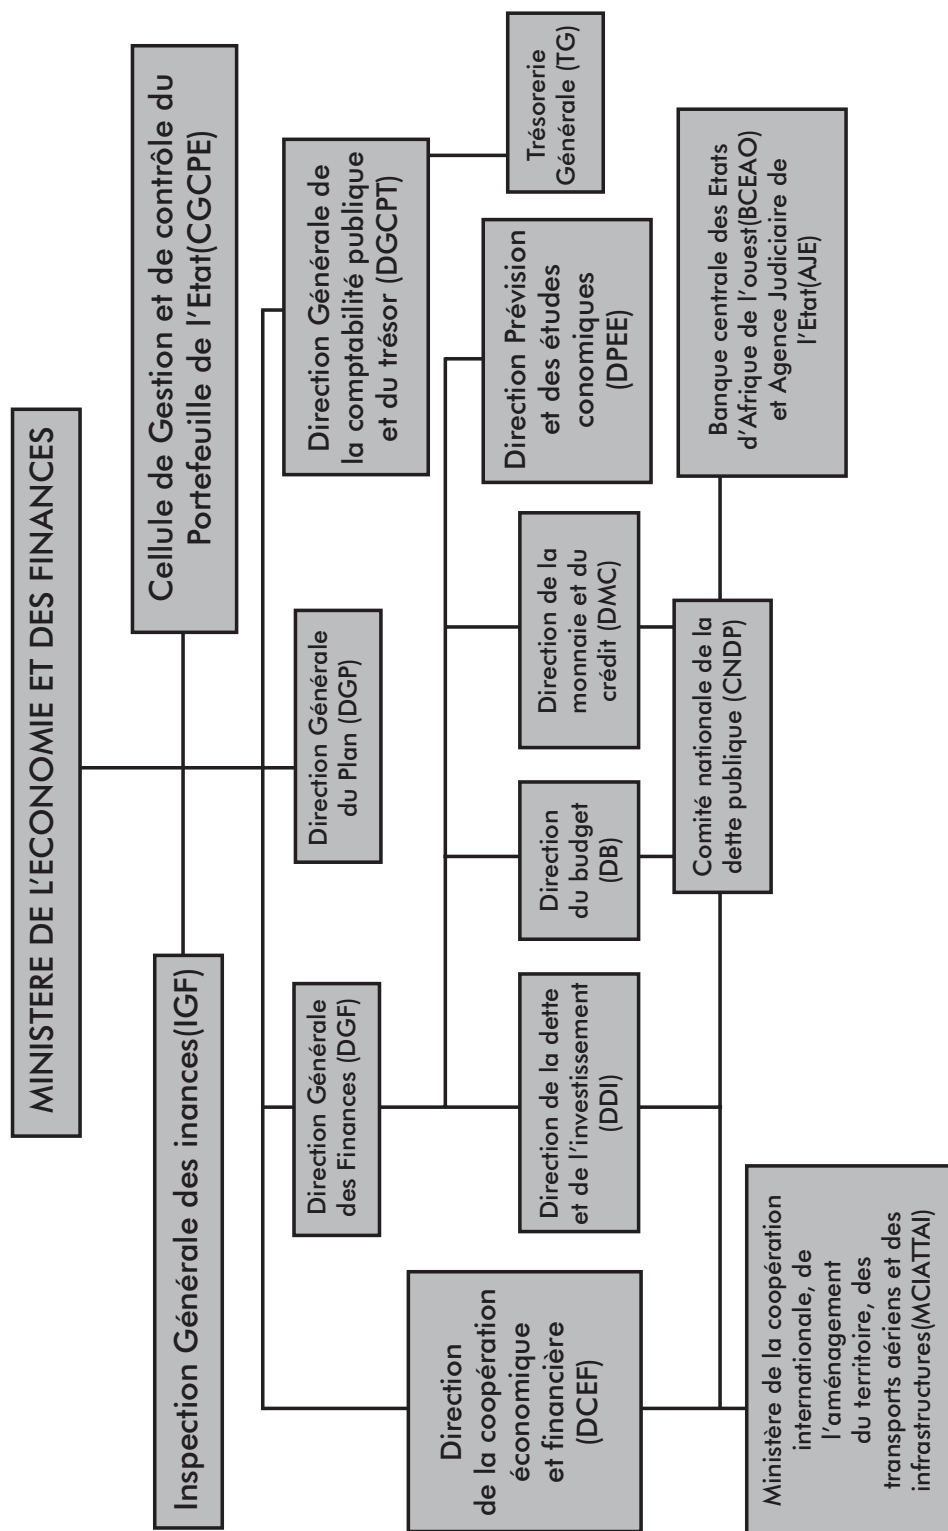 MINISTERE DE L'ECONOMIE ET DES FINANCES
Inspection Générale des inances(IGF)
Cellule de Gestion et de contrôle du
Portefeuille de l'Etat(CGCPE)
Direction
de la coopération
économique
et financière
(DCEF)
Direction Générale
des Finances (DGF)
Direction Générale
du Plan (DGP)
Direction Générale de
la comptabilité publique
et du trésor (DGCPT)
Direction de la dette
et de l'investissement
(DDI)
Direction
du budget
(DB)
Direction de la
monnaie et du
crédit (DMC)
Direction Prévision
et des études
conomiques
(DPEE)
Trésorerie
Générale (TG)
Ministère de la coopération
internationale, de
l'aménagement
du territoire, des
transports aériens et des
infrastructures(MCIATTAI)
Comité nationale de la
dette publique (CNDP)
Banque centrale des Etats
d'Afrique de l'ouest(BCEAO)
et Agence Judiciaire de
l'Etat(AJE)